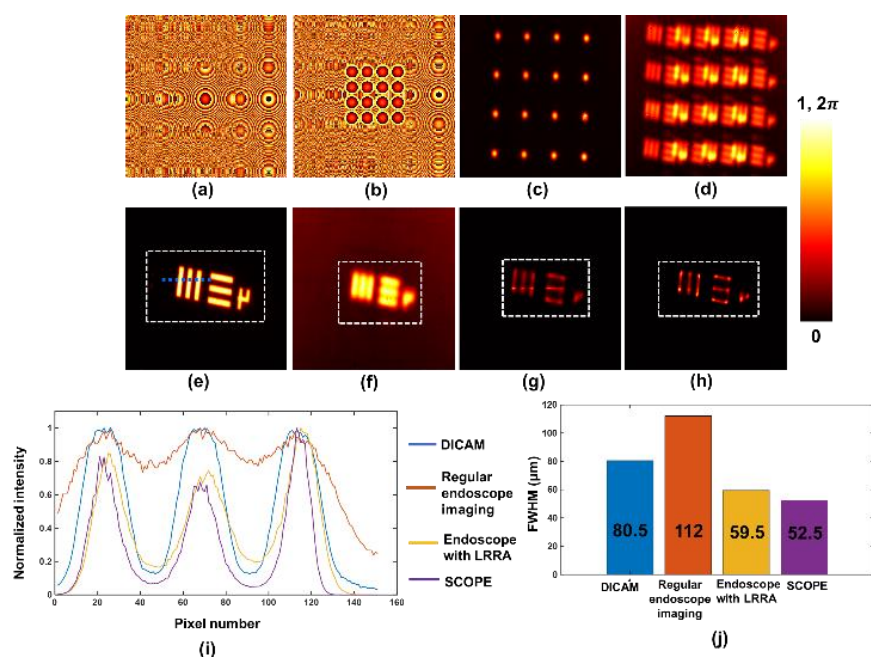 (a)
(b)
(c)
(d)
1, 2π
0
(e)
(f)
(g)
(h)
Normalized intensity
1
0.8
0.6
0.4
0.2
0
0 20 40 60 80 100 120 140 160
Pixel number
(i)
DICAM
Regular
endoscope
imaging
Endoscope
with LRRA
SCOPE
FWHM (µm)
120
100
80
60
40
20
0
80.5
112
59.5
52.5
DICAM
Regular
endoscope
imaging
Endoscope
with LRRA
SCOPE
(j)